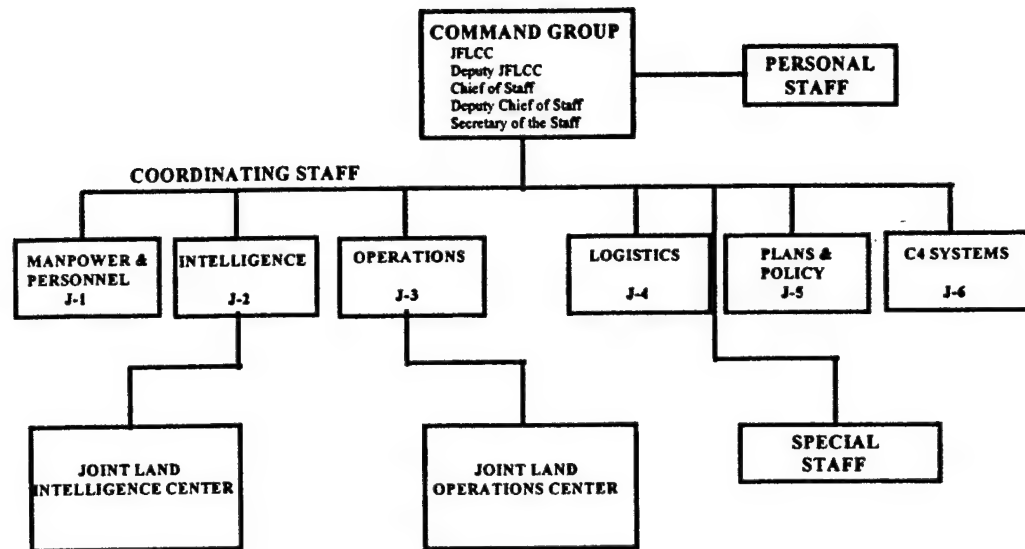 COMMAND GROUP
JFLCC
Deputy JFLCC
Chief of Staff
Deputy Chief of Staff
Secretary of the Staff
PERSONAL
STAFF
COORDINATING STAFF
MANPOWER &
PERSONNEL
J-1
INTELLIGENCE
J-2
OPERATIONS
J-3
LOGISTICS
J-4
PLANS &
POLICY
J-5
C4 SYSTEMS
J-6
JOINT LAND
INTELLIGENCE CENTER
JOINT LAND
OPERATIONS CENTER
SPECIAL
STAFF